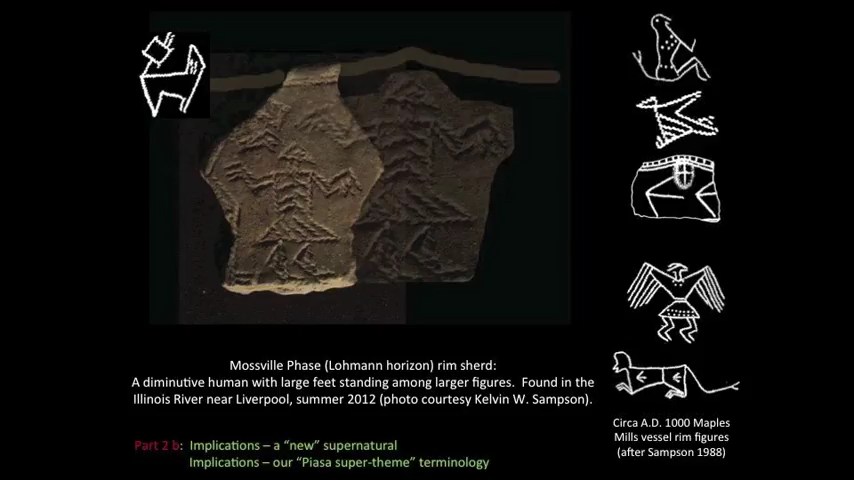 Mossville Phase (Lohmann horizon) rim sherd:
A diminutive human with large feet standing among larger figures.  Found in the
Illinois River near Liverpool, summer 2012 (photo courtesy Kelvin W. Sampson).
Circa A.D. 1000 Maples
Mills vessel rim figures
(after Sampson 1988)
Part 2 b:  Implications – a “new” supernatural
Implications – our “Piasa super-theme” terminology